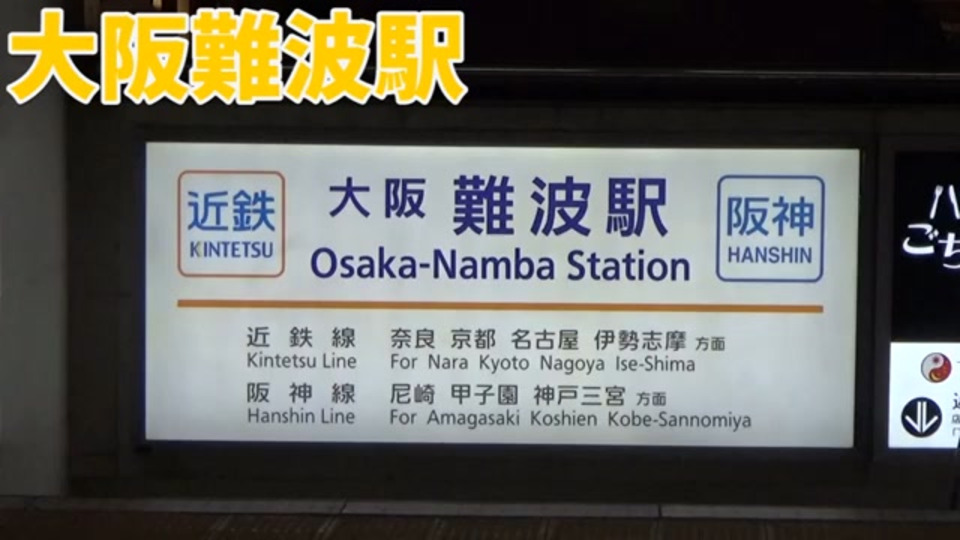 大阪難波駅
近鉄
KINTETSU
大阪 難波駅
Osaka-Namba Station
阪神
HANSHIN
近鉄線 奈良 京都 名古屋 伊勢志摩 方面
Kintetsu Line For Nara Kyoto Nagoya Ise-Shima
阪神線 尼崎 甲子園 神戸三宮 方面
Hanshin Line For Amagasaki Koshien Kobe-Sannomiya
ごち